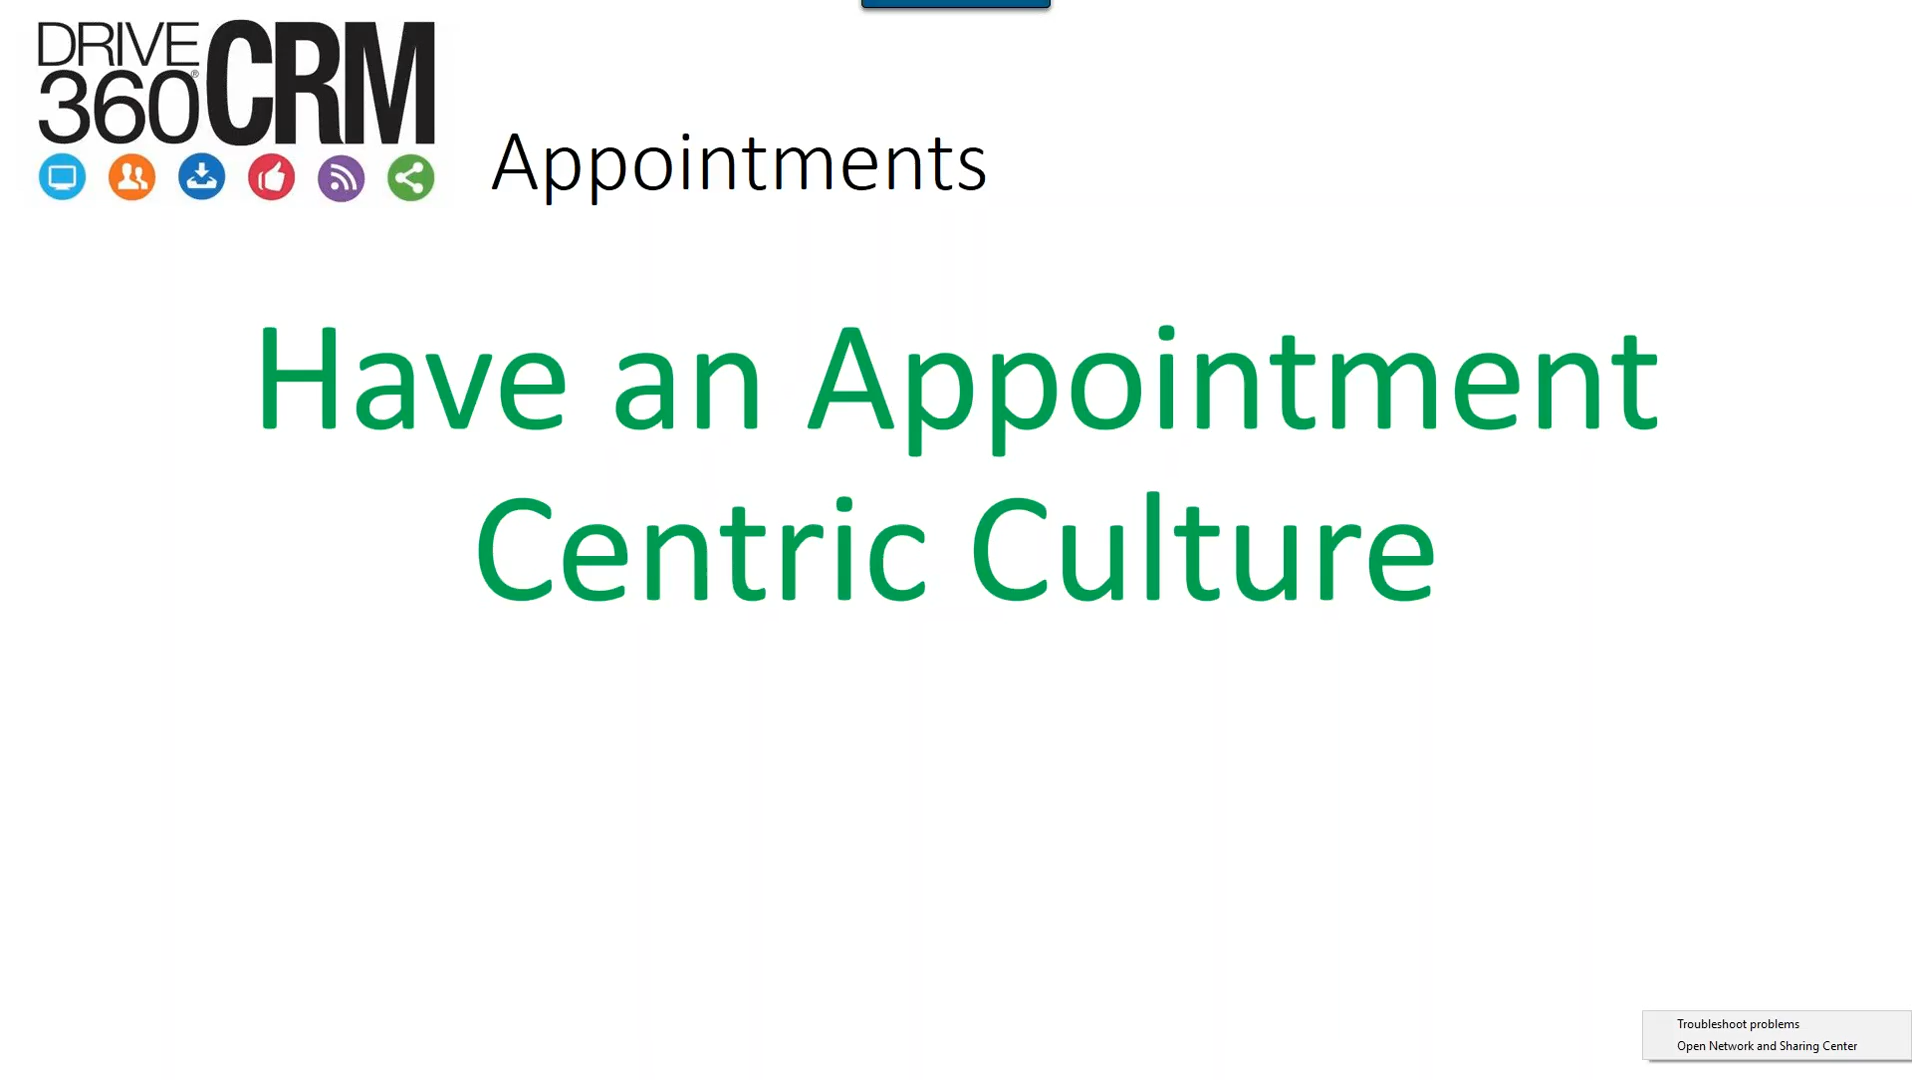 DRIVE
360® CRM
Appointments
Have an Appointment
Centric Culture
Troubleshoot problems
Open Network and Sharing Center